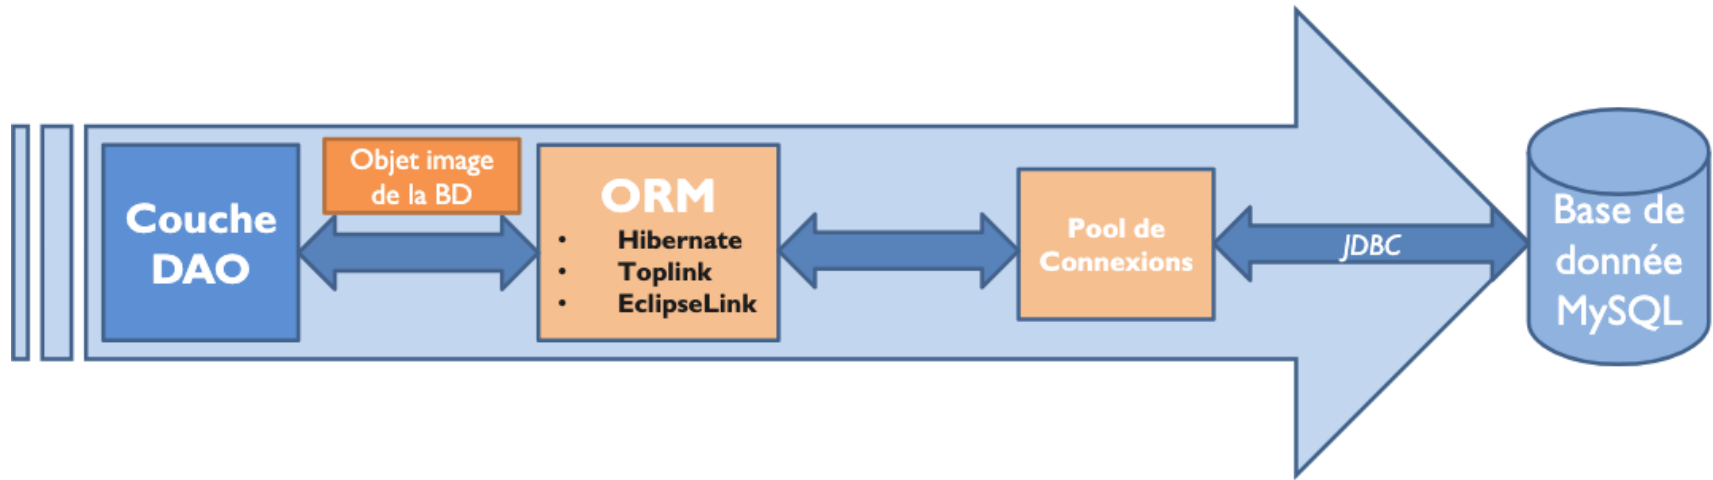 Couche
DAO
Objet image
de la BD
ORM
• Hibernate
• Toplink
• EclipseLink
Pool de
Connexions
JDBC
Base de
donnée
MySQL